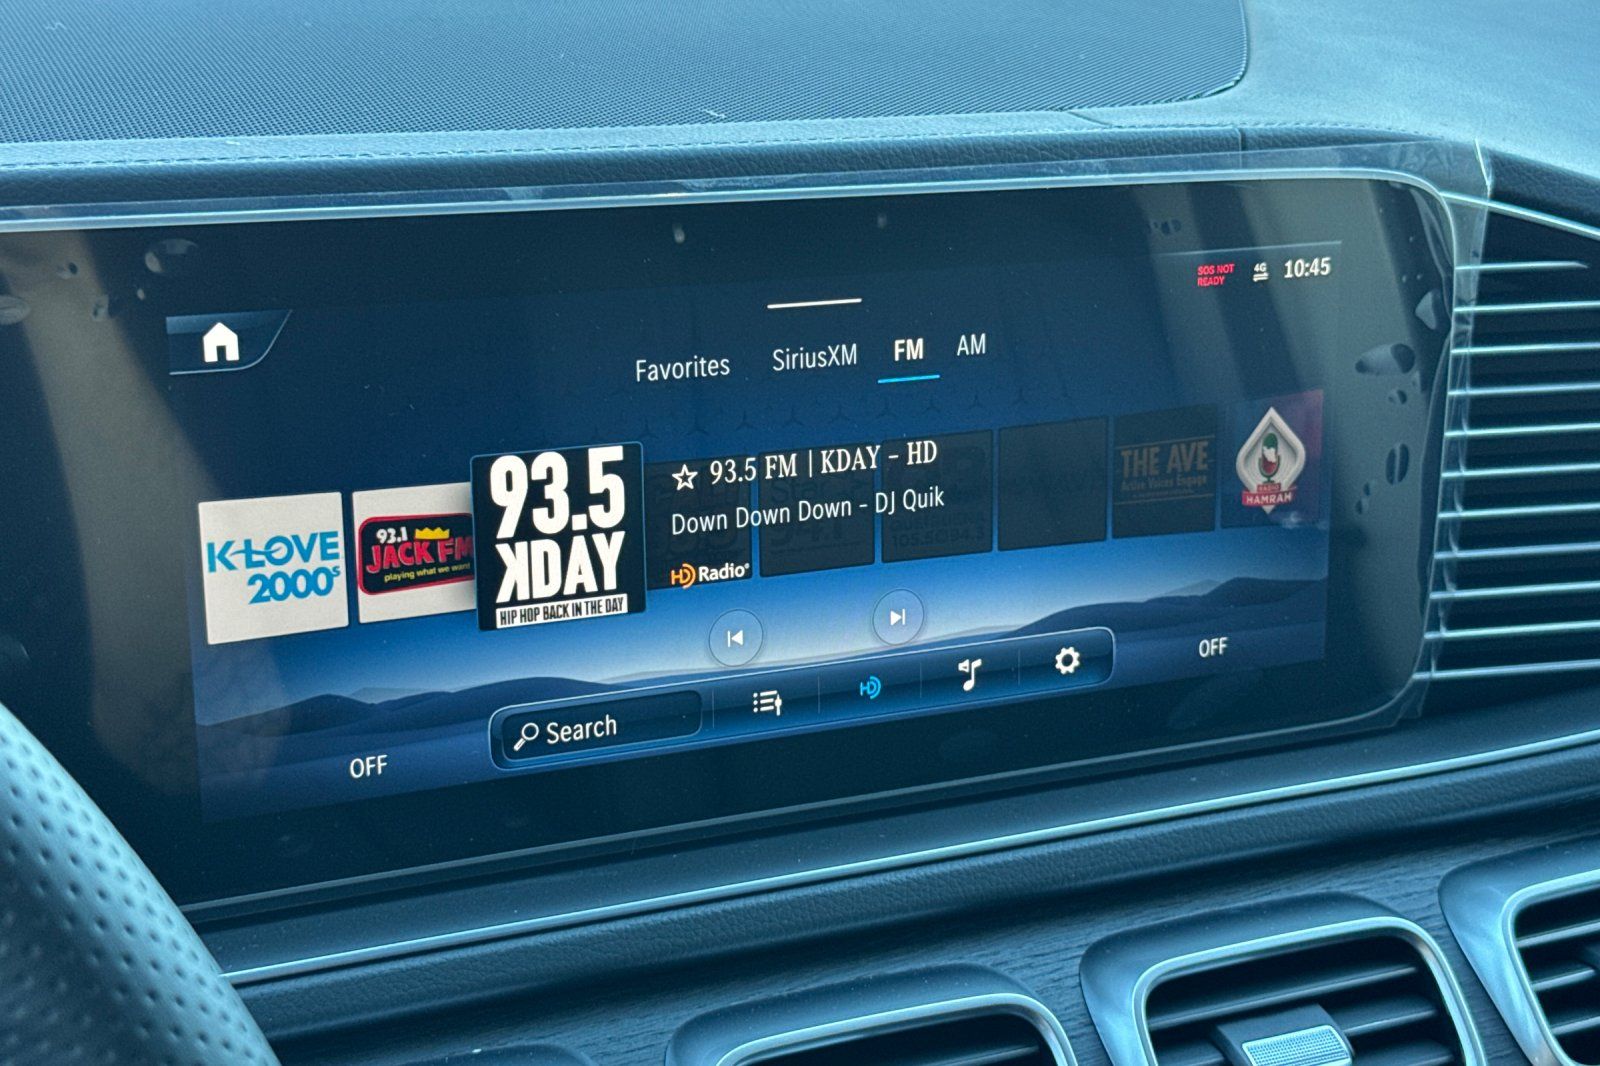 SOS NOT
READY
4G
10:45
Favorites
SiriusXM
FM
AM
K-LOVE
2000s
93.1
JACK FM
playing what we want
93.5
KDAY
HIP HOP BACK IN THE DAY
93.5 FM | KDAY - HD
Down Down Down - DJ Quik
HD Radio
THE AVE
Active Voices Engage
RADIO
HAMRAH
Search
HD
OFF
OFF